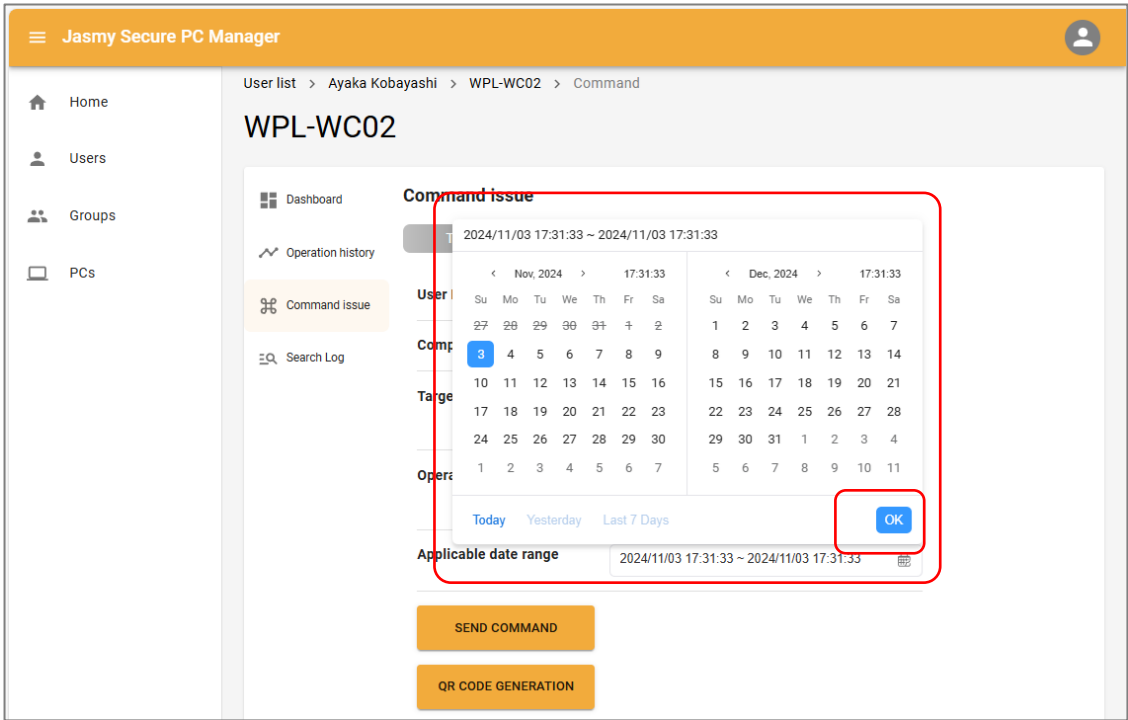 Jasmy Secure PC Manager
Home
Users
Groups
PCs
User list > Ayaka Kobayashi > WPL-WC02 > Command
WPL-WC02
Dashboard
Operation history
Command issue
Search Log
Command issue
2024/11/03 17:31:33 ~ 2024/11/03 17:31:33
< Nov, 2024 > 17:31:33
Su Mo Tu We Th Fr Sa
27 28 29 30 31 1 2
3 4 5 6 7 8 9
10 11 12 13 14 15 16
17 18 19 20 21 22 23
24 25 26 27 28 29 30
1 2 3 4 5 6 7
< Dec, 2024 > 17:31:33
Su Mo Tu We Th Fr Sa
1 2 3 4 5 6 7
8 9 10 11 12 13 14
15 16 17 18 19 20 21
22 23 24 25 26 27 28
29 30 31 1 2 3 4
5 6 7 8 9 10 11
User
Today Yesterday Last 7 Days
OK
Applicable date range
2024/11/03 17:31:33 ~ 2024/11/03 17:31:33
SEND COMMAND
QR CODE GENERATION